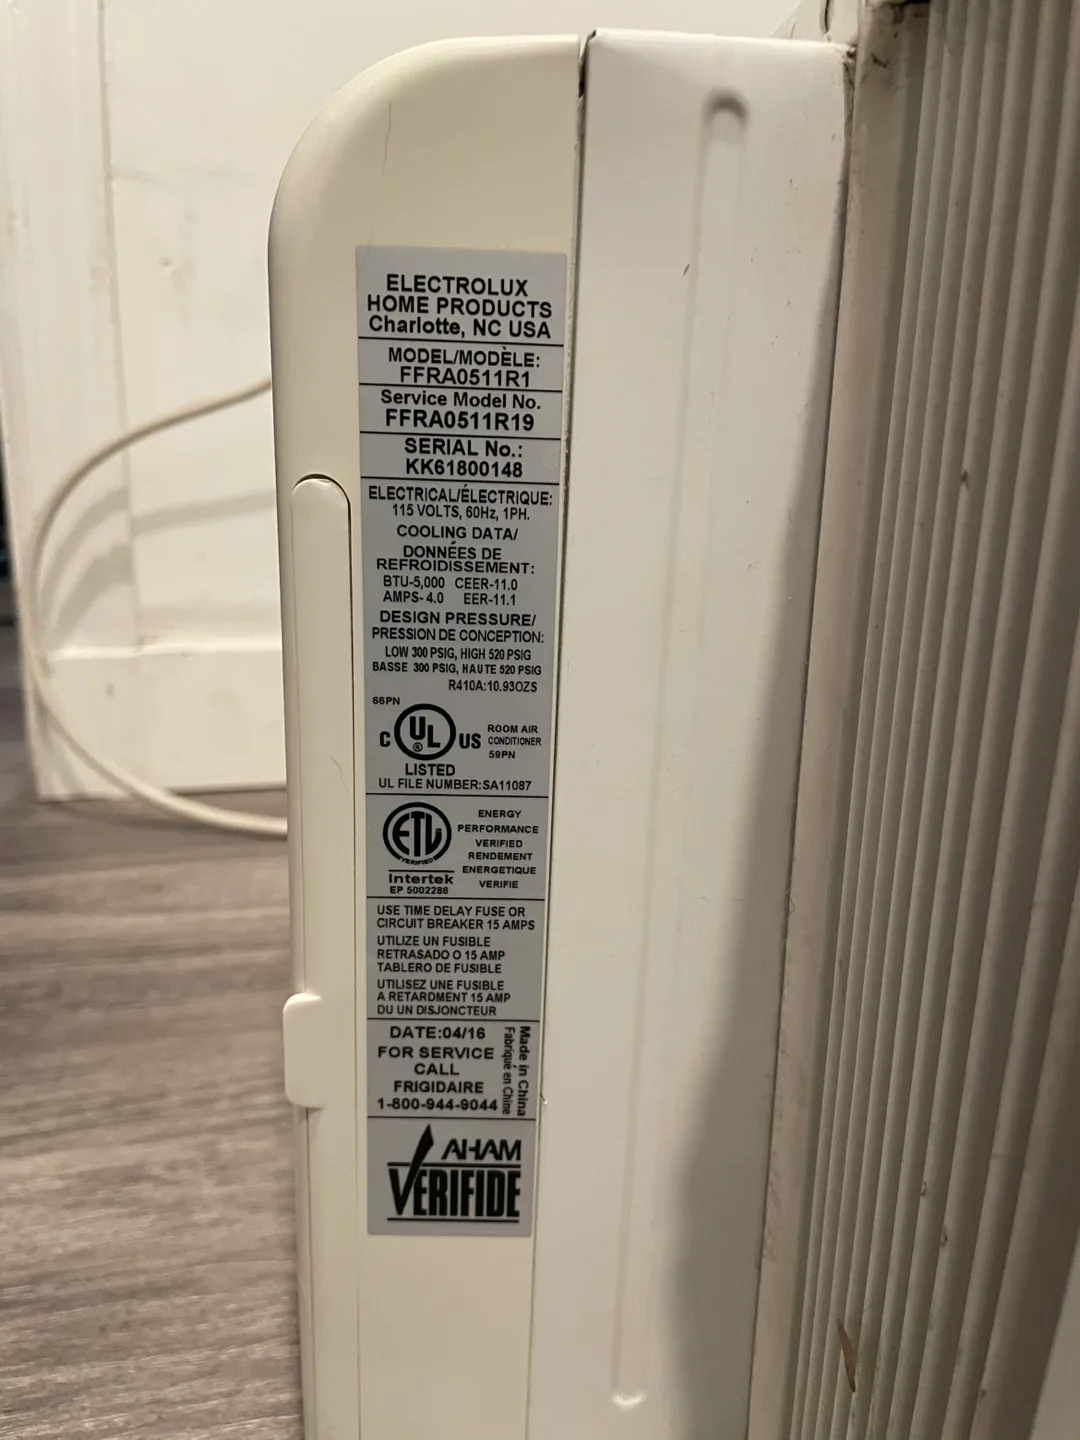 ELECTROLUX
HOME PRODUCTS
Charlotte, NC USA
MODEL/MODÈLE:
FFRA0511R1
Service Model No.
FFRA0511R19
SERIAL No.:
KK61800148
ELECTRICAL/ÉLECTRIQUE:
115 VOLTS, 60Hz, 1PH.
COOLING DATA/
DONNÉES DE
REFROIDISSEMENT:
BTU-5,000 CEER-11.0
AMPS- 4.0 EER-11.1
DESIGN PRESSURE/
PRESSION DE CONCEPTION:
LOW 300 PSIG, HIGH 520 PSIG
BASSE 300 PSIG, HAUTE 520 PSIG
R410A:10.93OZS
66PN
C UL ® US
LISTED
ROOM AIR
CONDITIONER
59PN
UL FILE NUMBER:SA11087
ETL
VERIFIED
Intertek
EP 5002286
ENERGY
PERFORMANCE
VERIFIED
RENDEMENT
ENERGETIQUE
VERIFIE
USE TIME DELAY FUSE OR
CIRCUIT BREAKER 15 AMPS
UTILIZE UN FUSIBLE
RETRASADO O 15 AMP
TABLERO DE FUSIBLE
UTILISEZ UNE FUSIBLE
A RETARDMENT 15 AMP
DU UN DISJONCTEUR
DATE:04/16
FOR SERVICE
CALL
FRIGIDAIRE
1-800-944-9044
Made in China
Fabriqué en Chine
AHAM
VERIFIDE